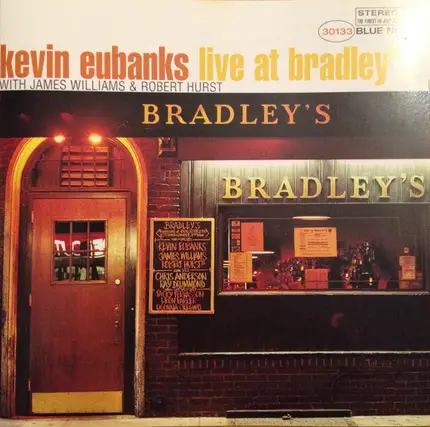 STEREO
30133 BLUE NO
kevin eubanks live at bradley'
WITH JAMES WILLIAMS & ROBERT HURST
BRADLEY'S
BRADLEY'S
BRADLEY'S
KEVIN EUBANKS
JAMES WILLIAMS
ROBERT HURST
CHRIS ANDERSON
RAY DRUMMOND